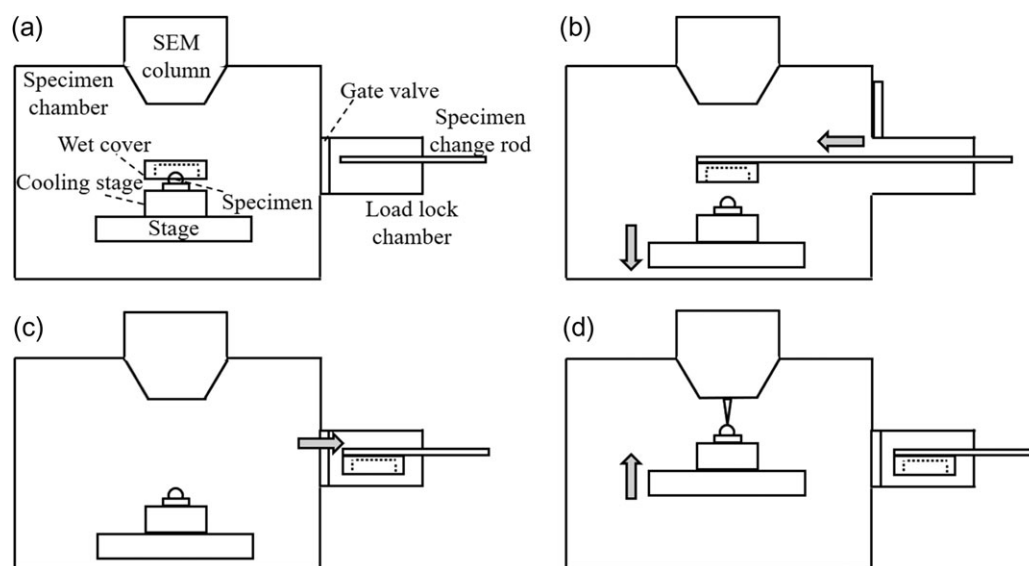 (a)
SEM
column
Specimen
chamber
Gate valve
Specimen
change rod
Wet cover
Cooling stage
Specimen
Load lock
chamber
Stage
(b)
(c)
(d)